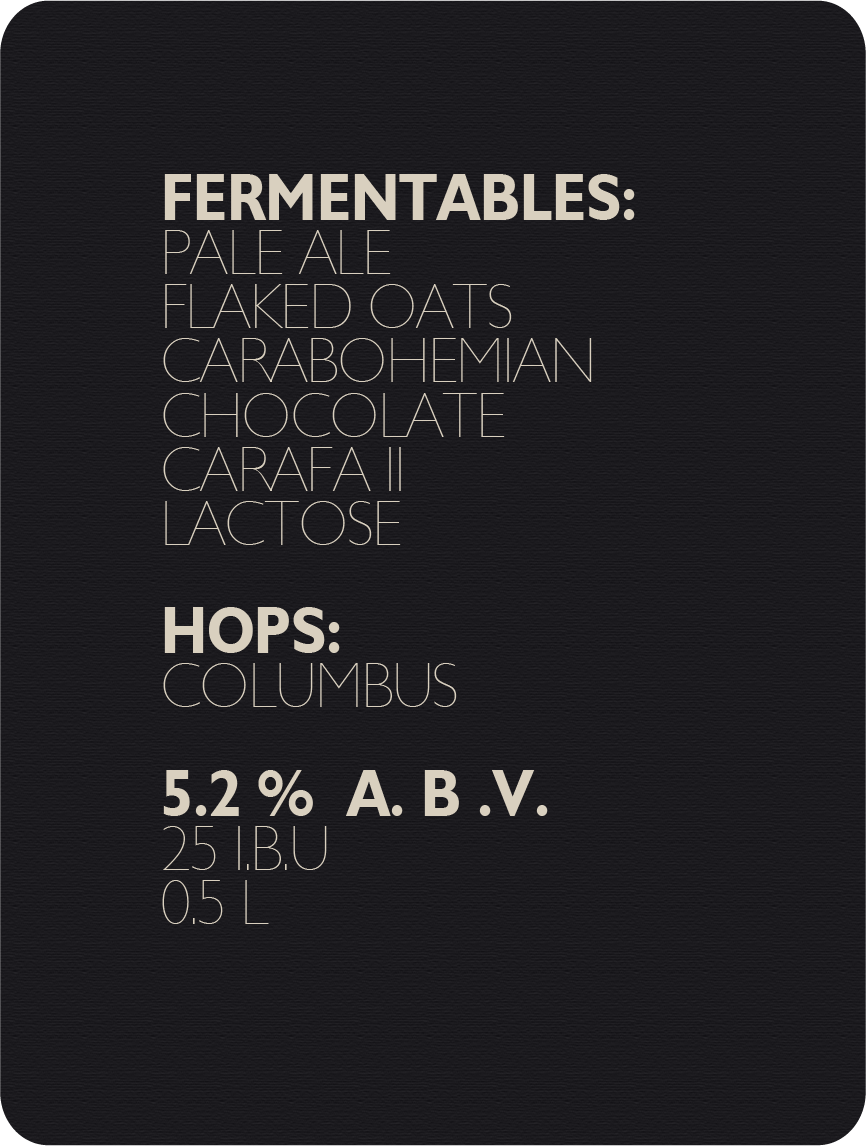 FERMENTABLES:
PALE ALE
FLAKED OATS
CARABOHEMIAN
CHOCOLATE
CARAFA II
LACTOSE
HOPS:
COLUMBUS
5.2 % A. B .V.
25 I.B.U
0.5 L